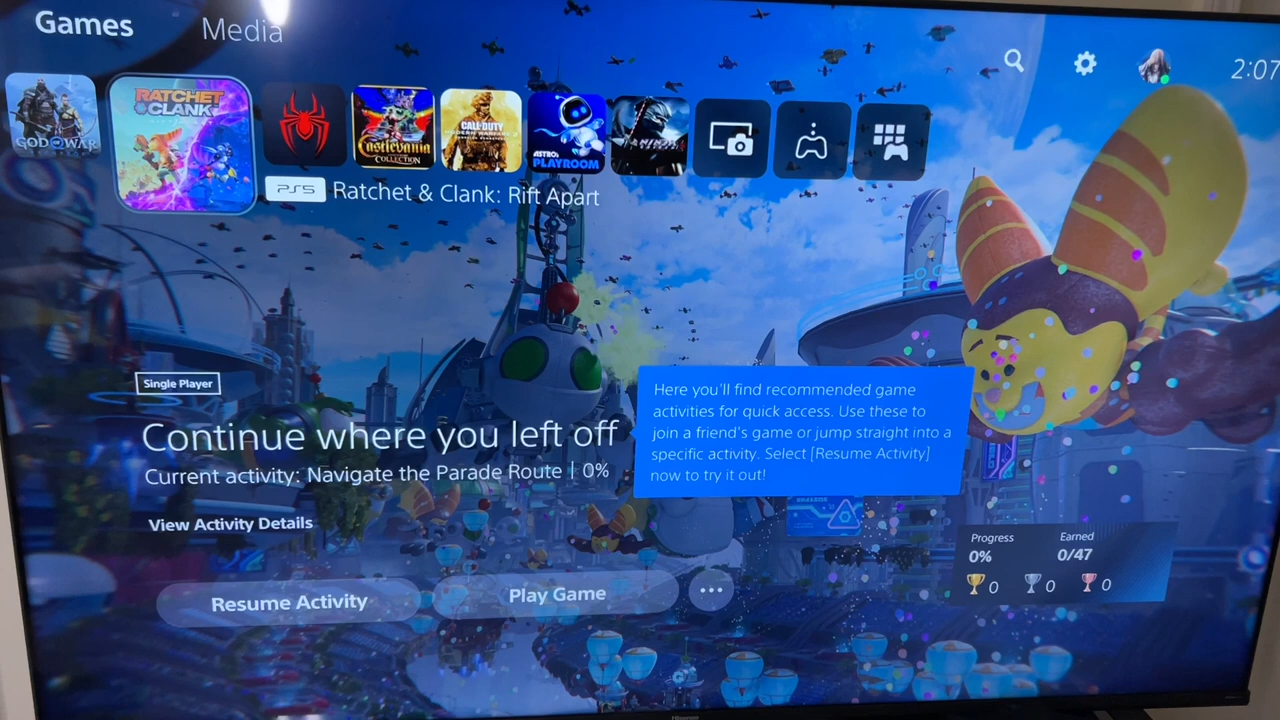 Games
Media
2:07
GOD OF WAR
RATCHET
& CLANK
Castlevania
COLLECTION
CALL OF DUTY
ASTRO's
PLAYROOM
PS5
Ratchet & Clank: Rift Apart
Single Player
Continue where you left off
Current activity: Navigate the Parade Route | 0%
View Activity Details
Resume Activity
Play Game
Here you'll find recommended game
activities for quick access. Use these to
join a friend's game or jump straight into a
specific activity. Select [Resume Activity]
now to try it out!
Progress
0%
Earned
0/47
0
0
0
Hisense